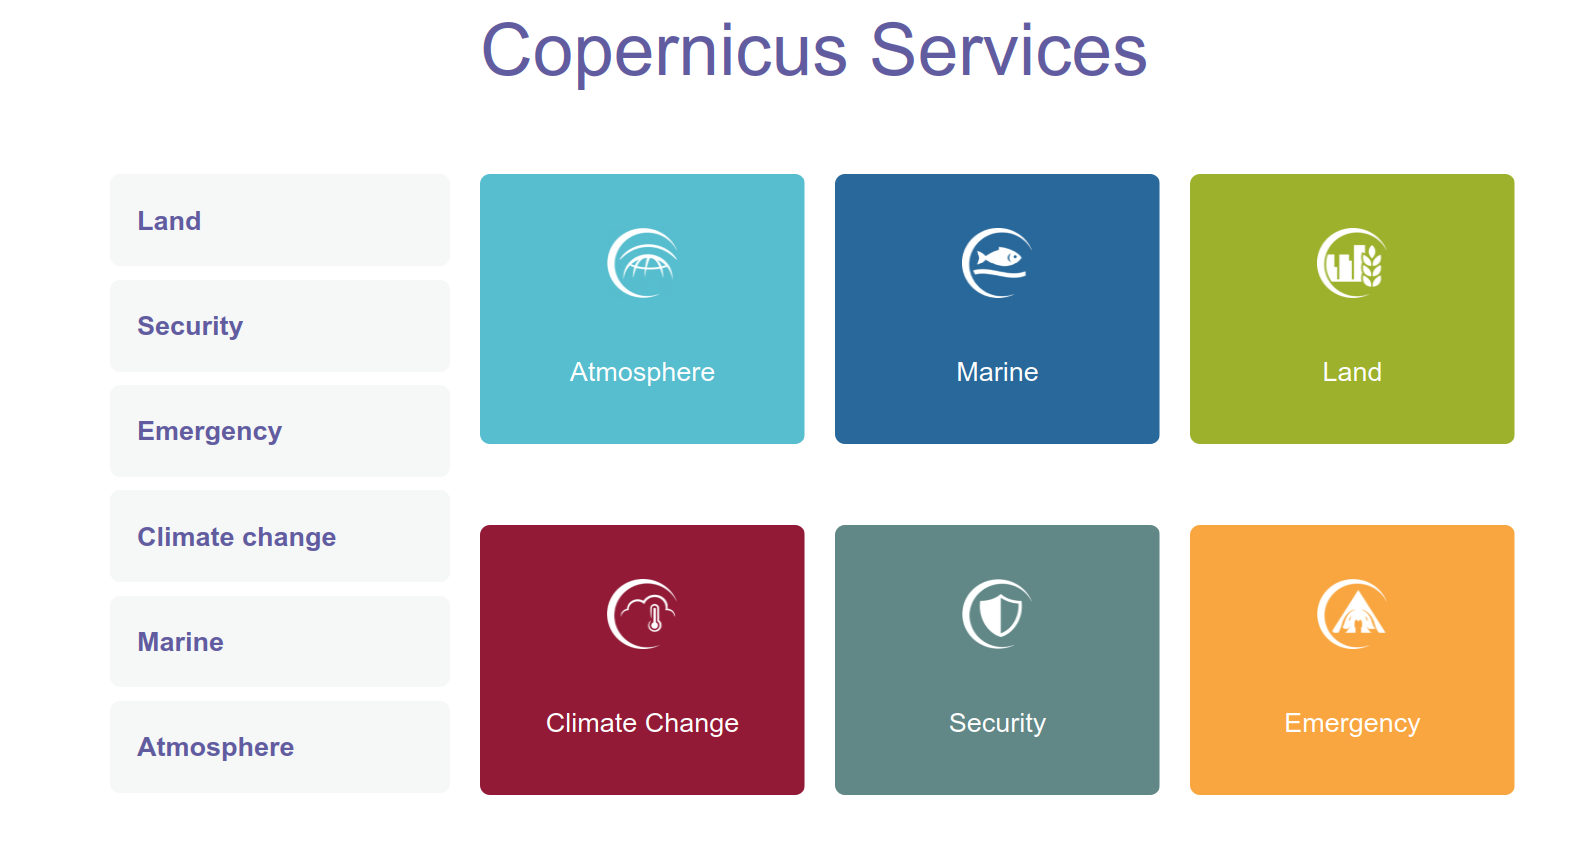 Copernicus Services
Land
Security
Emergency
Climate change
Marine
Atmosphere
Atmosphere
Marine
Land
Climate Change
Security
Emergency